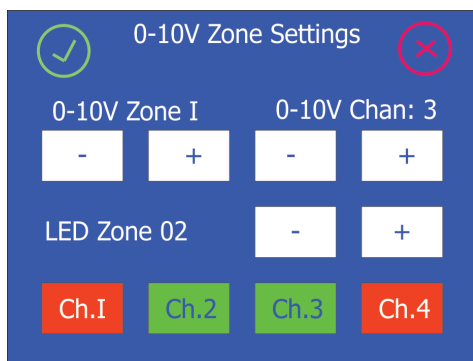 0-10V Zone Settings
0-10V Zone I 0-10V Chan: 3
- + - +
LED Zone 02 - +
Ch.I Ch.2 Ch.3 Ch.4